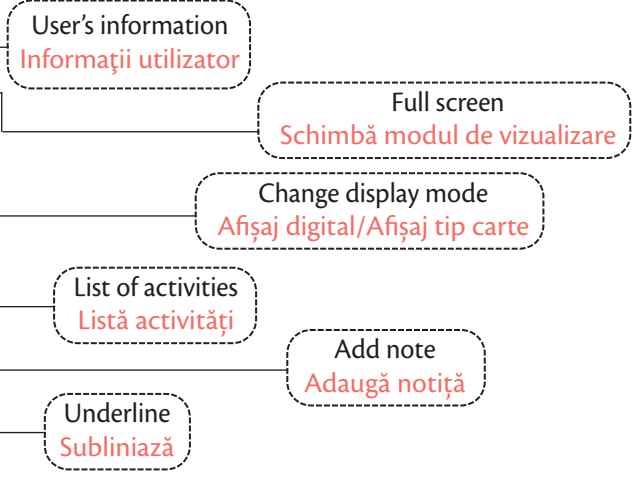 User's information
Informaţii utilizator
Full screen
Schimbă modul de vizualizare
Change display mode
Afișaj digital/Afișaj tip carte
List of activities
Listă activități
Add note
Adaugă notiță
Underline
Subliniază